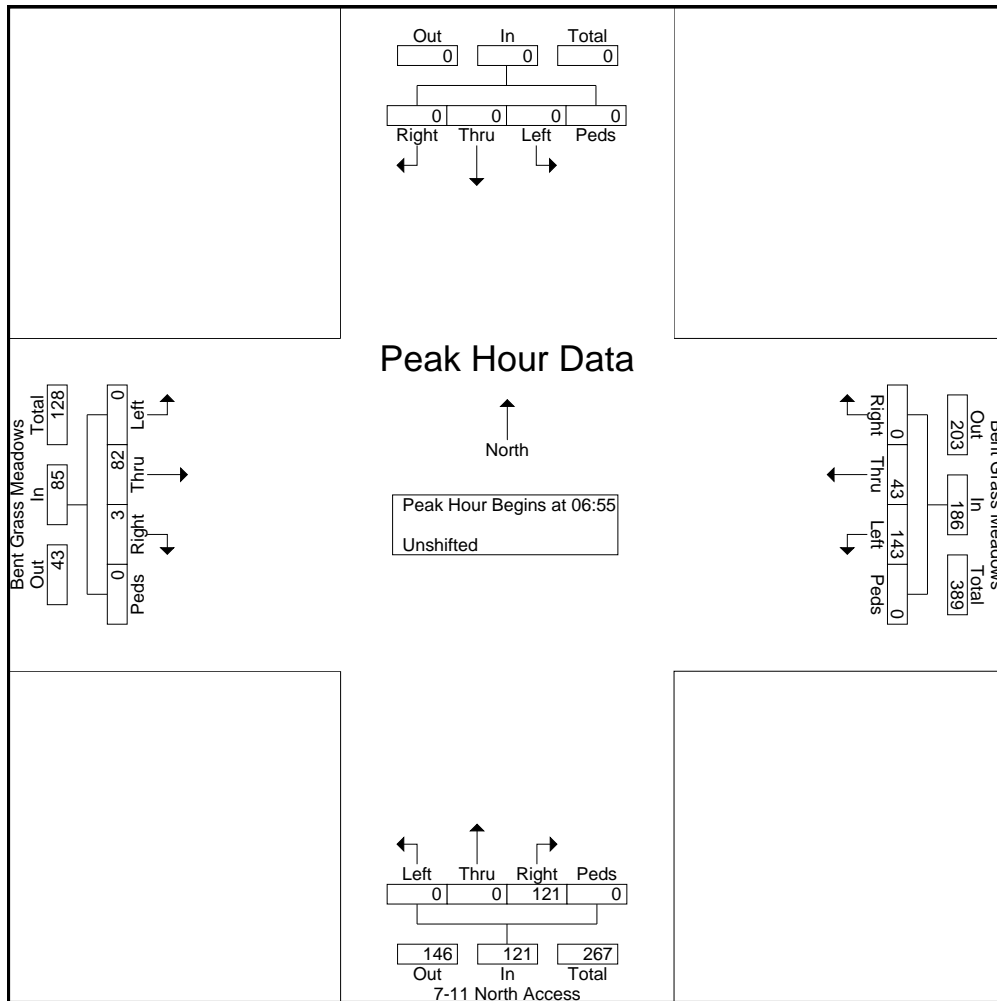 Out In Total
0 0 0
0 0 0 0
Right Thru Left Peds
Peak Hour Data
North
Peak Hour Begins at 06:55
Unshifted
Bent Grass Meadows
Total In Out
128 85 43
0 82 3 0
Left Thru Right Peds
Bent Grass Meadows
Out In Total
203 186 389
0 43 143 0
Right Thru Left Peds
Left Thru Right Peds
0 0 121 0
146 121 267
Out In Total
7-11 North Access